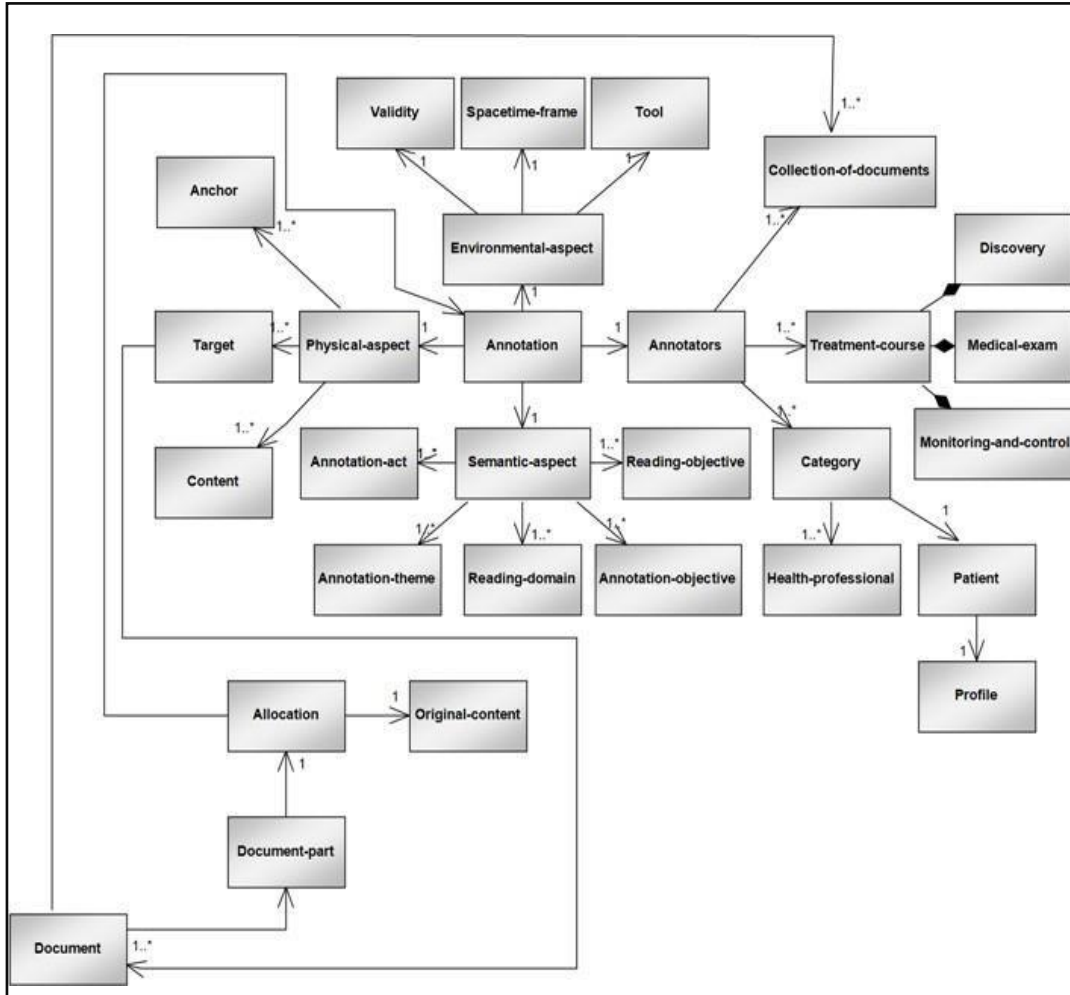 1..*
Validity
Spacetime-frame
Tool
1
1
1
Collection-of-documents
Anchor
1..*
1..*
Environmental-aspect
Discovery
1
Target
1..*
Physical-aspect
1
Annotation
1
Annotators
1..*
Treatment-course
Medical-exam
1..*
1
1..*
Monitoring-and-control
Content
Annotation-act
1..*
Semantic-aspect
1..*
Reading-objective
Category
1..*
1..*
1..*
1..*
1
Annotation-theme
Reading-domain
Annotation-objective
Health-professional
Patient
1
Profile
Allocation
1
Original-content
1
Document-part
Document
1..*